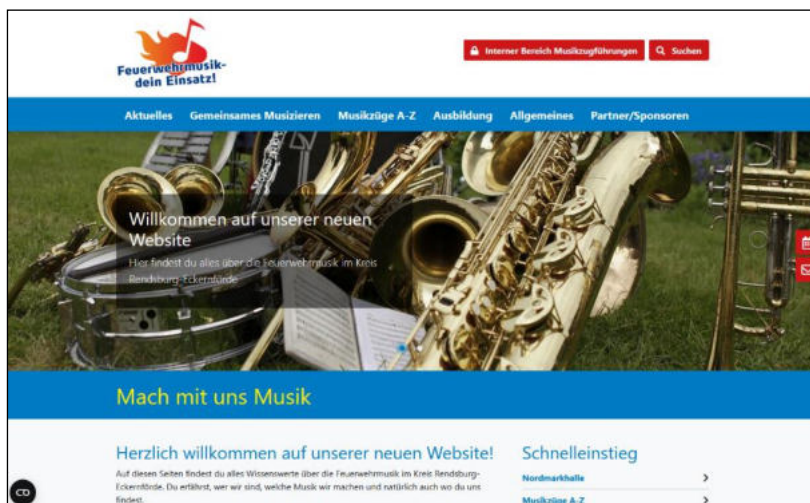 Feuerwehrmusik-
dein Einsatz!
Interner Bereich Musikzugführungen
Suchen
Aktuelles Gemeinsames Musizieren Musikzüge A-Z Ausbildung Allgemeines Partner/Sponsoren
Willkommen auf unserer neuen
Website
Hier findest du alles über die Feuerwehrmusik im Kreis
Rendsburg-Eckernförde
Mach mit uns Musik
Herzlich willkommen auf unserer neuen Website!
Auf diesen Seiten findest du alles Wissenswerte über die Feuerwehrmusik im Kreis Rendsburg-
Eckernförde. Du erfährst, wer wir sind, welche Musik wir machen und natürlich auch wo du uns
findest.
Schnelleinstieg
Nordmarkhalle
Musikzüge A-Z